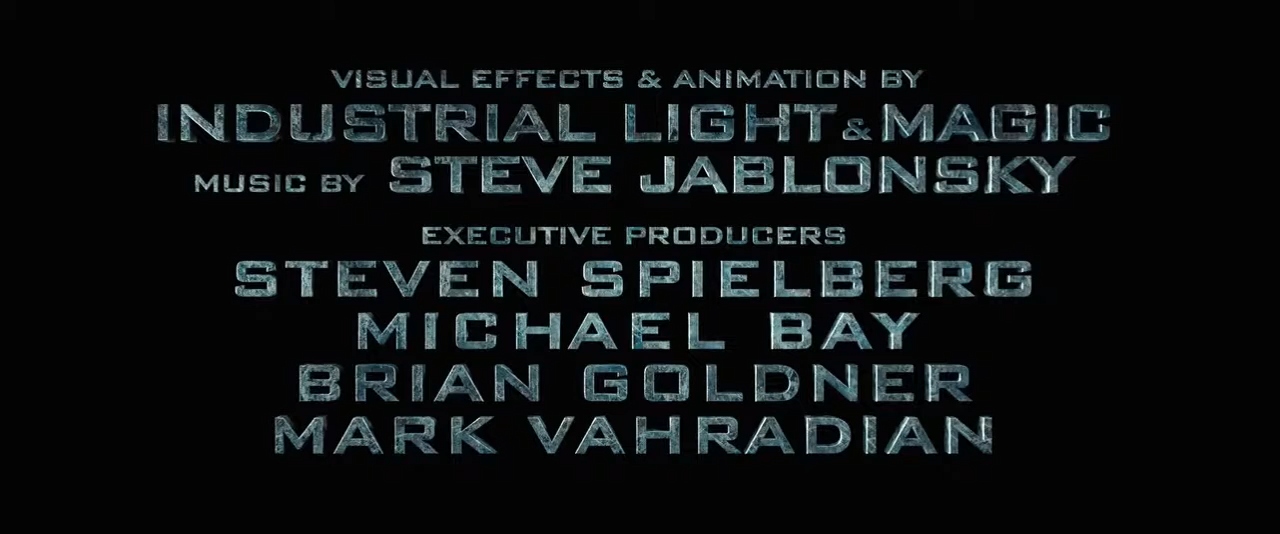 VISUAL EFFECTS & ANIMATION BY
INDUSTRIAL LIGHT & MAGIC
MUSIC BY STEVE JABLONSKY
EXECUTIVE PRODUCERS
STEVEN SPIELBERG
MICHAEL BAY
BRIAN GOLDNER
MARK VAHRADIAN